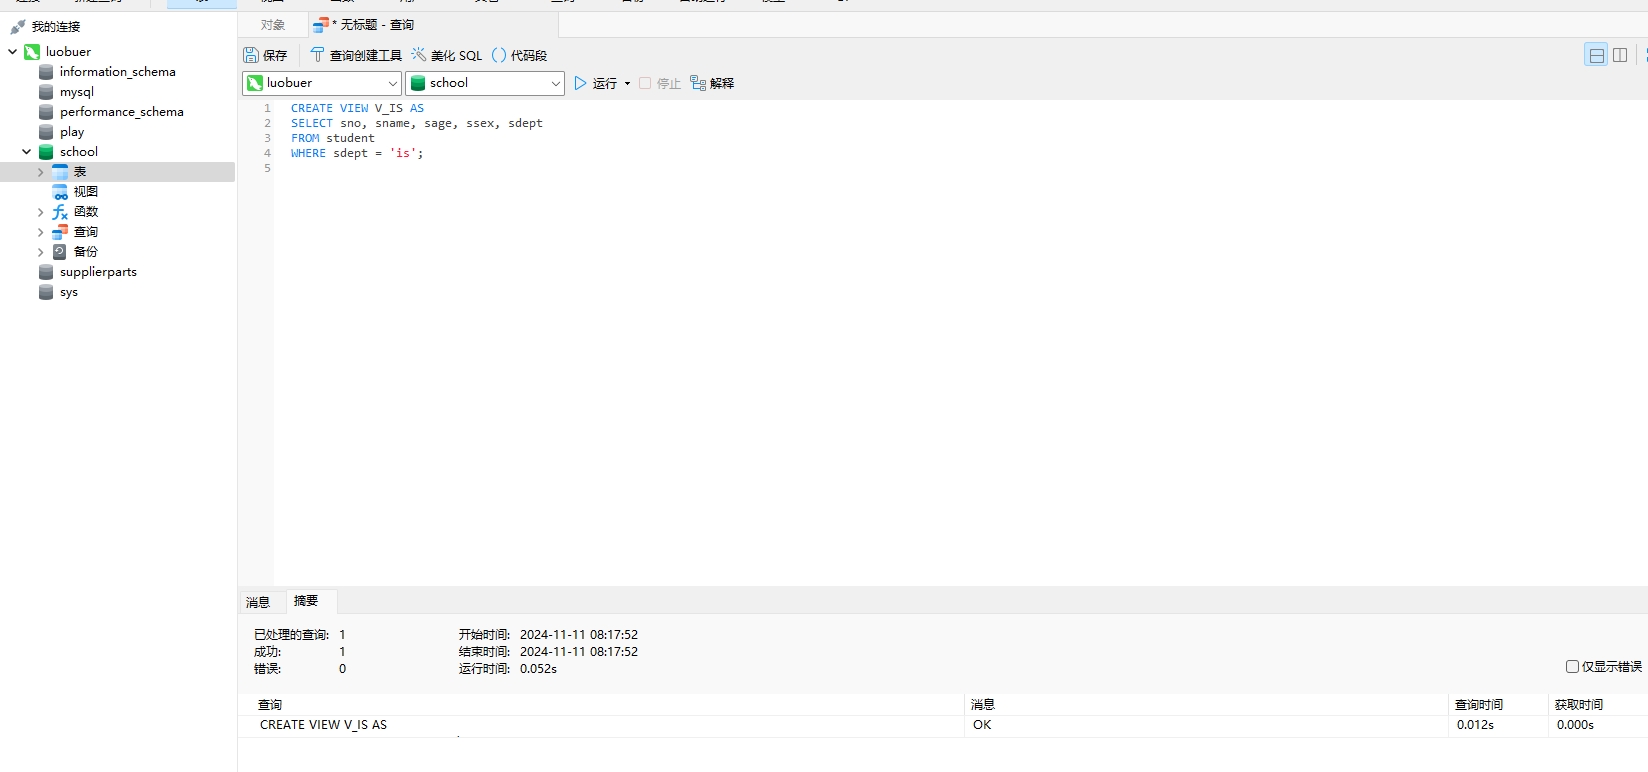 我的连接
luobuer
information_schema
mysql
performance_schema
play
school
表
视图
函数
查询
备份
supplierparts
sys
对象
* 无标题 - 查询
保存
查询创建工具
美化 SQL
() 代码段
luobuer
school
运行
停止
解释
1 CREATE VIEW V_IS AS
2 SELECT sno, sname, sage, ssex, sdept
3 FROM student
4 WHERE sdept = 'is';
5
消息
摘要
已处理的查询: 1
成功: 1
错误: 0
开始时间: 2024-11-11 08:17:52
结束时间: 2024-11-11 08:17:52
运行时间: 0.052s
仅显示错误
查询 消息 查询时间 获取时间
CREATE VIEW V_IS AS OK 0.012s 0.000s